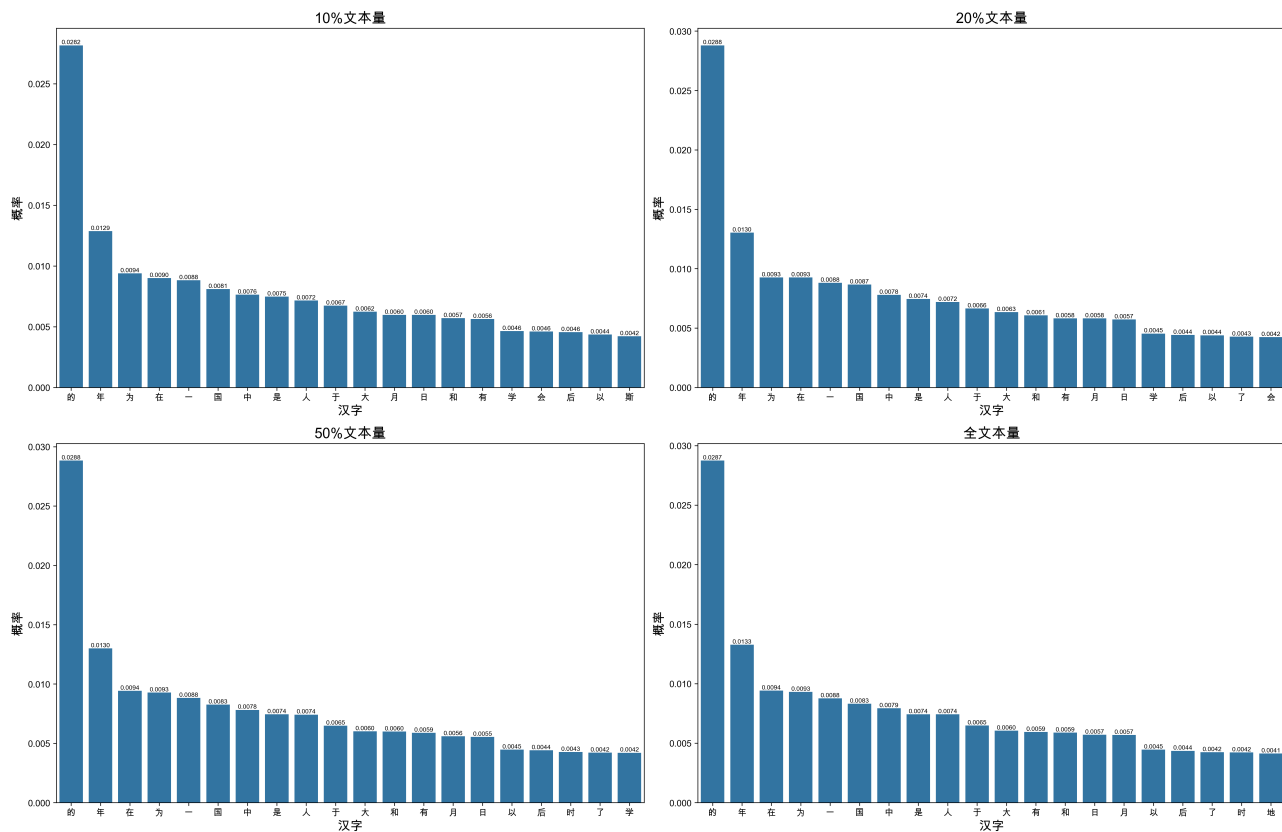 10%文本量
0.0282 0.0129 0.0094 0.0090 0.0088 0.0081 0.0076 0.0075 0.0072 0.0067 0.0062 0.0060 0.0060 0.0057 0.0056 0.0046 0.0046 0.0046 0.0044 0.0042
0.025
0.020
0.015
0.010
0.005
0.000
概率
的 年 为 在 一 国 中 是 人 于 大 月 日 和 有 学 会 后 以 斯
汉字
20%文本量
0.0288 0.0130 0.0093 0.0093 0.0088 0.0087 0.0078 0.0074 0.0072 0.0066 0.0063 0.0061 0.0058 0.0058 0.0057 0.0045 0.0044 0.0044 0.0043 0.0042
0.030
0.025
0.020
0.015
0.010
0.005
0.000
概率
的 年 为 在 一 国 中 是 人 于 大 和 有 月 日 学 后 以 了 会
汉字
50%文本量
0.0288 0.0130 0.0094 0.0093 0.0088 0.0083 0.0078 0.0074 0.0074 0.0065 0.0060 0.0060 0.0059 0.0056 0.0055 0.0045 0.0044 0.0043 0.0042 0.0042
0.030
0.025
0.020
0.015
0.010
0.005
0.000
概率
的 年 在 为 一 国 中 是 人 于 大 和 有 月 日 以 后 时 了 学
汉字
全文本量
0.0287 0.0133 0.0094 0.0093 0.0088 0.0083 0.0079 0.0074 0.0074 0.0065 0.0060 0.0059 0.0059 0.0057 0.0057 0.0045 0.0044 0.0042 0.0042 0.0041
0.030
0.025
0.020
0.015
0.010
0.005
0.000
概率
的 年 在 为 一 国 中 是 人 于 大 有 和 日 月 以 后 了 时 地
汉字